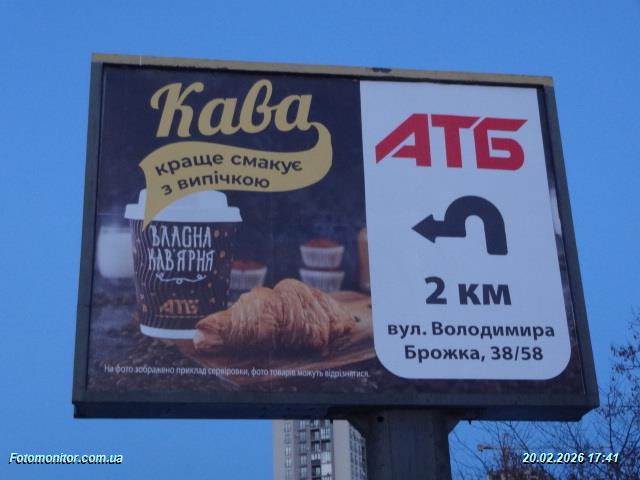 Кава
краще смакує
з випічкою
ВЛАСНА
КАВ'ЯРНЯ
АТБ
На фото зображено приклад сервіровки, фото товарів можуть відрізнятися.
АТБ
2 км
вул. Володимира
Брожка, 38/58
Fotomonitor.com.ua
20.02.2026 17:41